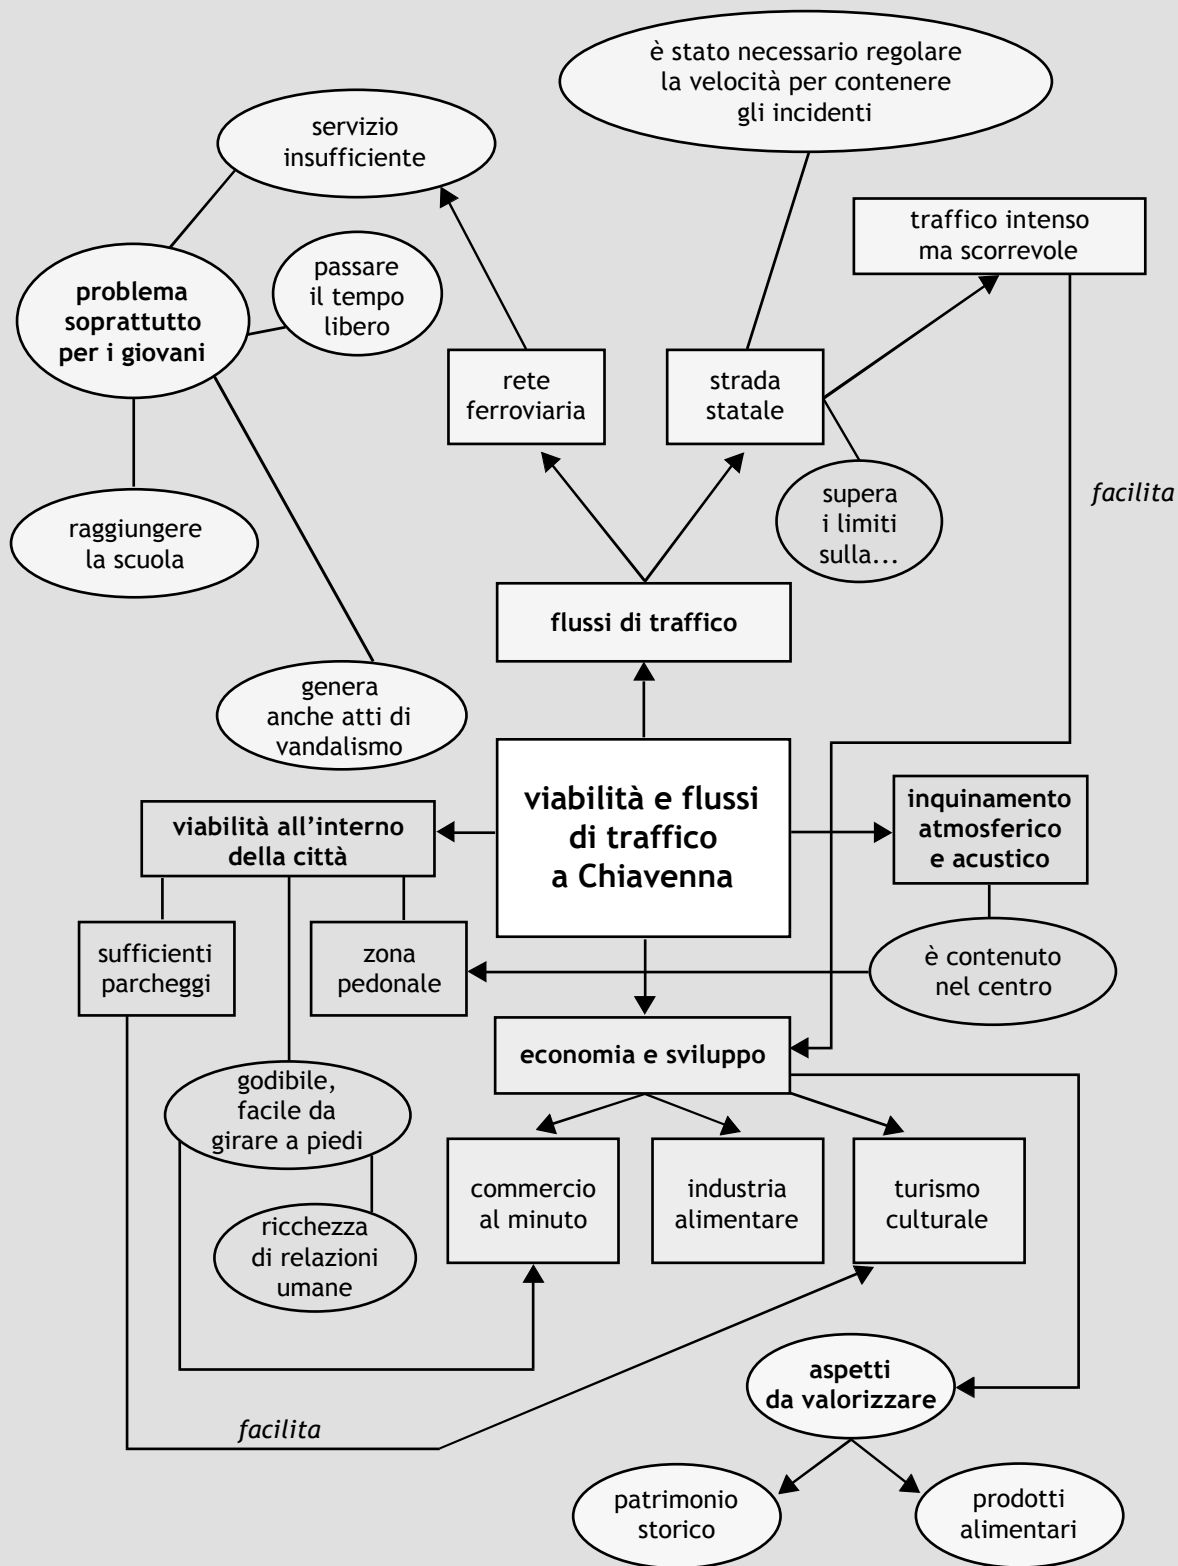 è stato necessario regolare
la velocità per contenere
gli incidenti
servizio
insufficiente
traffico intenso
ma scorrevole
passare
il tempo
libero
problema
soprattutto
per i giovani
rete
ferroviaria
strada
statale
facilita
supera
i limiti
sulla...
raggiungere
la scuola
flussi di traffico
genera
anche atti di
vandalismo
viabilità e flussi
di traffico
a Chiavenna
inquinamento
atmosferico
e acustico
viabilità all'interno
della città
sufficienti
parcheggi
zona
pedonale
è contenuto
nel centro
economia e sviluppo
godibile,
facile da
girare a piedi
commercio
al minuto
industria
alimentare
turismo
culturale
ricchezza
di relazioni
umane
aspetti
da valorizzare
facilita
patrimonio
storico
prodotti
alimentari